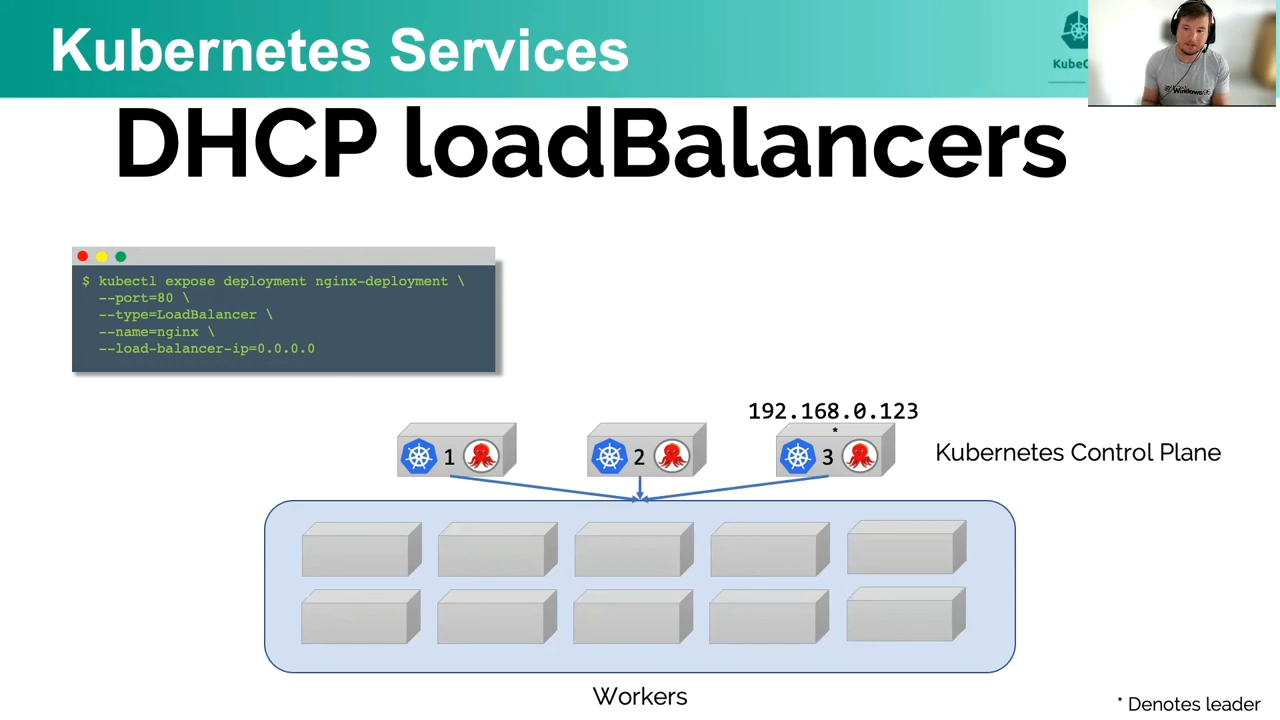 Kubernetes Services
DHCP loadBalancers
$ kubectl expose deployment nginx-deployment \
--port=80 \
--type=LoadBalancer \
--name=nginx \
--load-balancer-ip=0.0.0.0
192.168.0.123
*
1
2
3
Kubernetes Control Plane
Workers
* Denotes leader